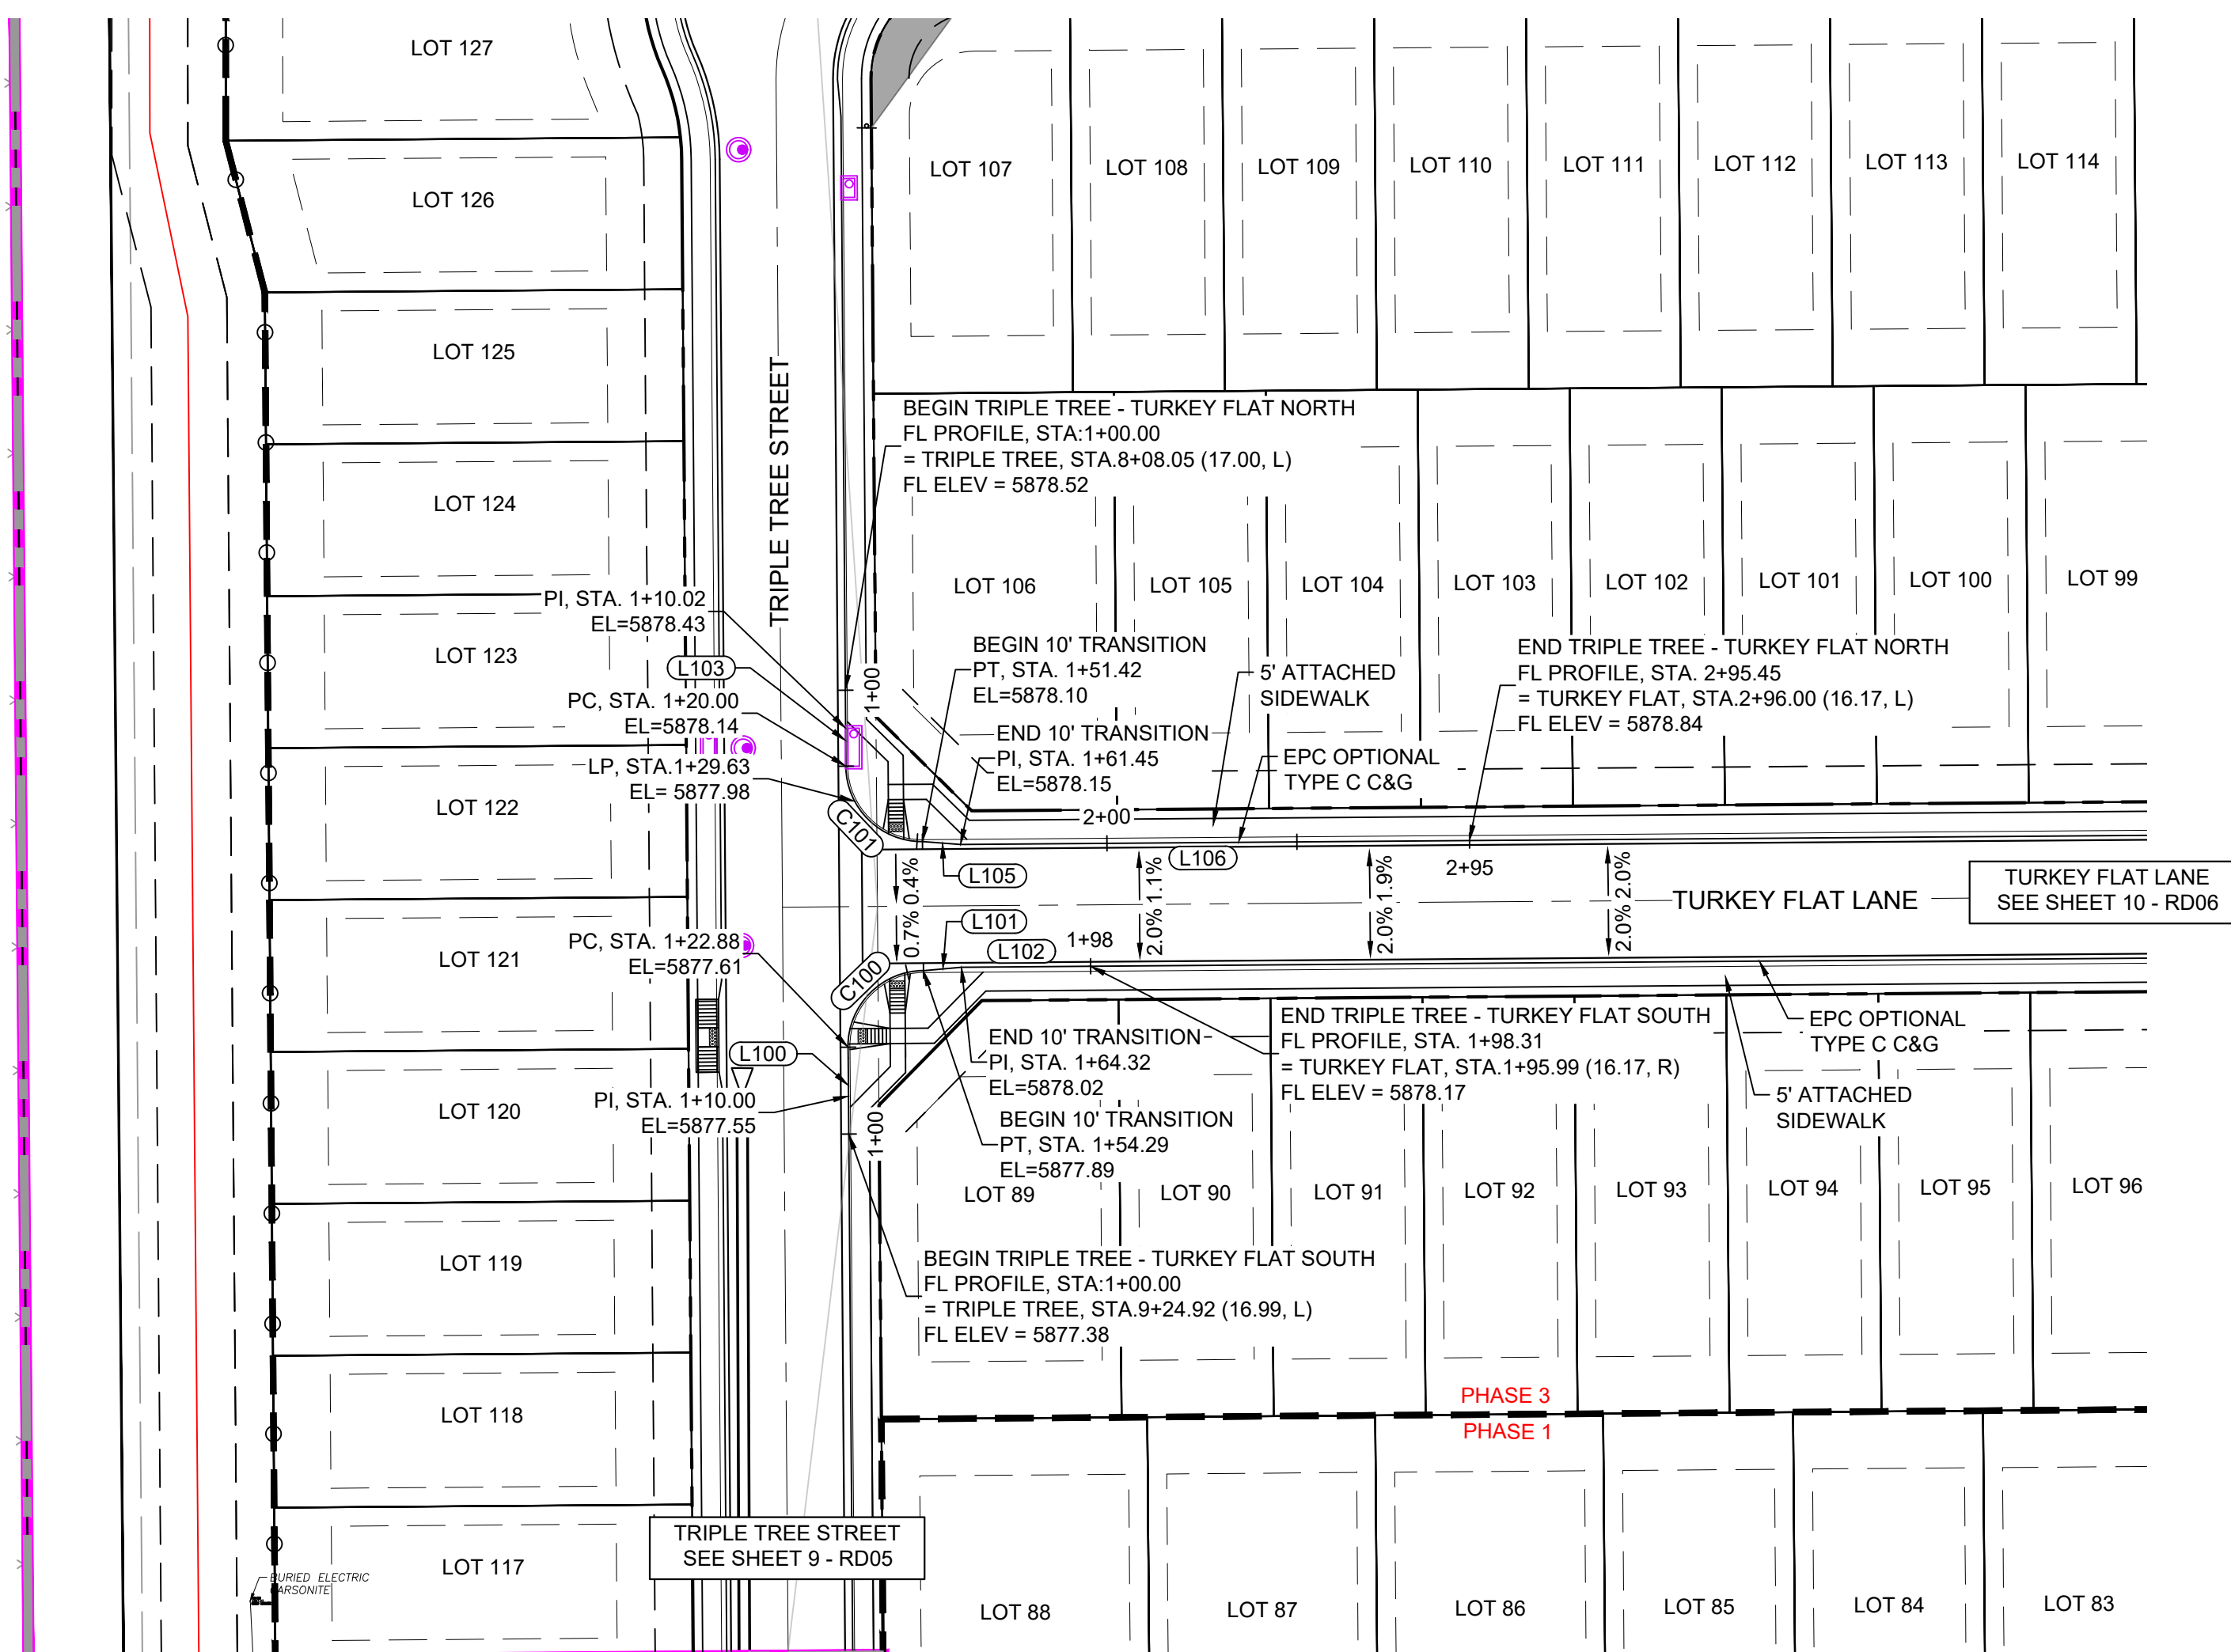 LOT 127
LOT 126
LOT 125
LOT 124
LOT 123
LOT 122
LOT 121
LOT 120
LOT 119
LOT 118
LOT 117
BURIED ELECTRIC
CARSONITE
TRIPLE TREE STREET
LOT 107
LOT 108
LOT 109
LOT 110
LOT 111
LOT 112
LOT 113
LOT 114
BEGIN TRIPLE TREE - TURKEY FLAT NORTH
FL PROFILE, STA:1+00.00
= TRIPLE TREE, STA.8+08.05 (17.00, L)
FL ELEV = 5878.52
LOT 106
LOT 105
LOT 104
LOT 103
LOT 102
LOT 101
LOT 100
LOT 99
PI, STA. 1+10.02
EL=5878.43
L103
PC, STA. 1+20.00
EL=5878.14
LP, STA.1+29.63
EL= 5877.98
C101
1+00
BEGIN 10' TRANSITION
PT, STA. 1+51.42
EL=5878.10
END 10' TRANSITION
PI, STA. 1+61.45
EL=5878.15
5' ATTACHED
SIDEWALK
EPC OPTIONAL
TYPE C C&G
END TRIPLE TREE - TURKEY FLAT NORTH
FL PROFILE, STA. 2+95.45
= TURKEY FLAT, STA.2+96.00 (16.17, L)
FL ELEV = 5878.84
2+00
L106
L105
2+95
0.7% 0.4%
2.0% 1.1%
2.0% 1.9%
2.0% 2.0%
TURKEY FLAT LANE
TURKEY FLAT LANE
SEE SHEET 10 - RD06
L101
L102
1+98
PC, STA. 1+22.88
EL=5877.61
C100
L100
PI, STA. 1+10.00
EL=5877.55
1+00
END 10' TRANSITION
PI, STA. 1+64.32
EL=5878.02
BEGIN 10' TRANSITION
PT, STA. 1+54.29
EL=5877.89
END TRIPLE TREE - TURKEY FLAT SOUTH
FL PROFILE, STA. 1+98.31
= TURKEY FLAT, STA.1+95.99 (16.17, R)
FL ELEV = 5878.17
EPC OPTIONAL
TYPE C C&G
5' ATTACHED
SIDEWALK
LOT 89
LOT 90
LOT 91
LOT 92
LOT 93
LOT 94
LOT 95
LOT 96
BEGIN TRIPLE TREE - TURKEY FLAT SOUTH
FL PROFILE, STA:1+00.00
= TRIPLE TREE, STA.9+24.92 (16.99, L)
FL ELEV = 5877.38
PHASE 3
PHASE 1
TRIPLE TREE STREET
SEE SHEET 9 - RD05
LOT 88
LOT 87
LOT 86
LOT 85
LOT 84
LOT 83